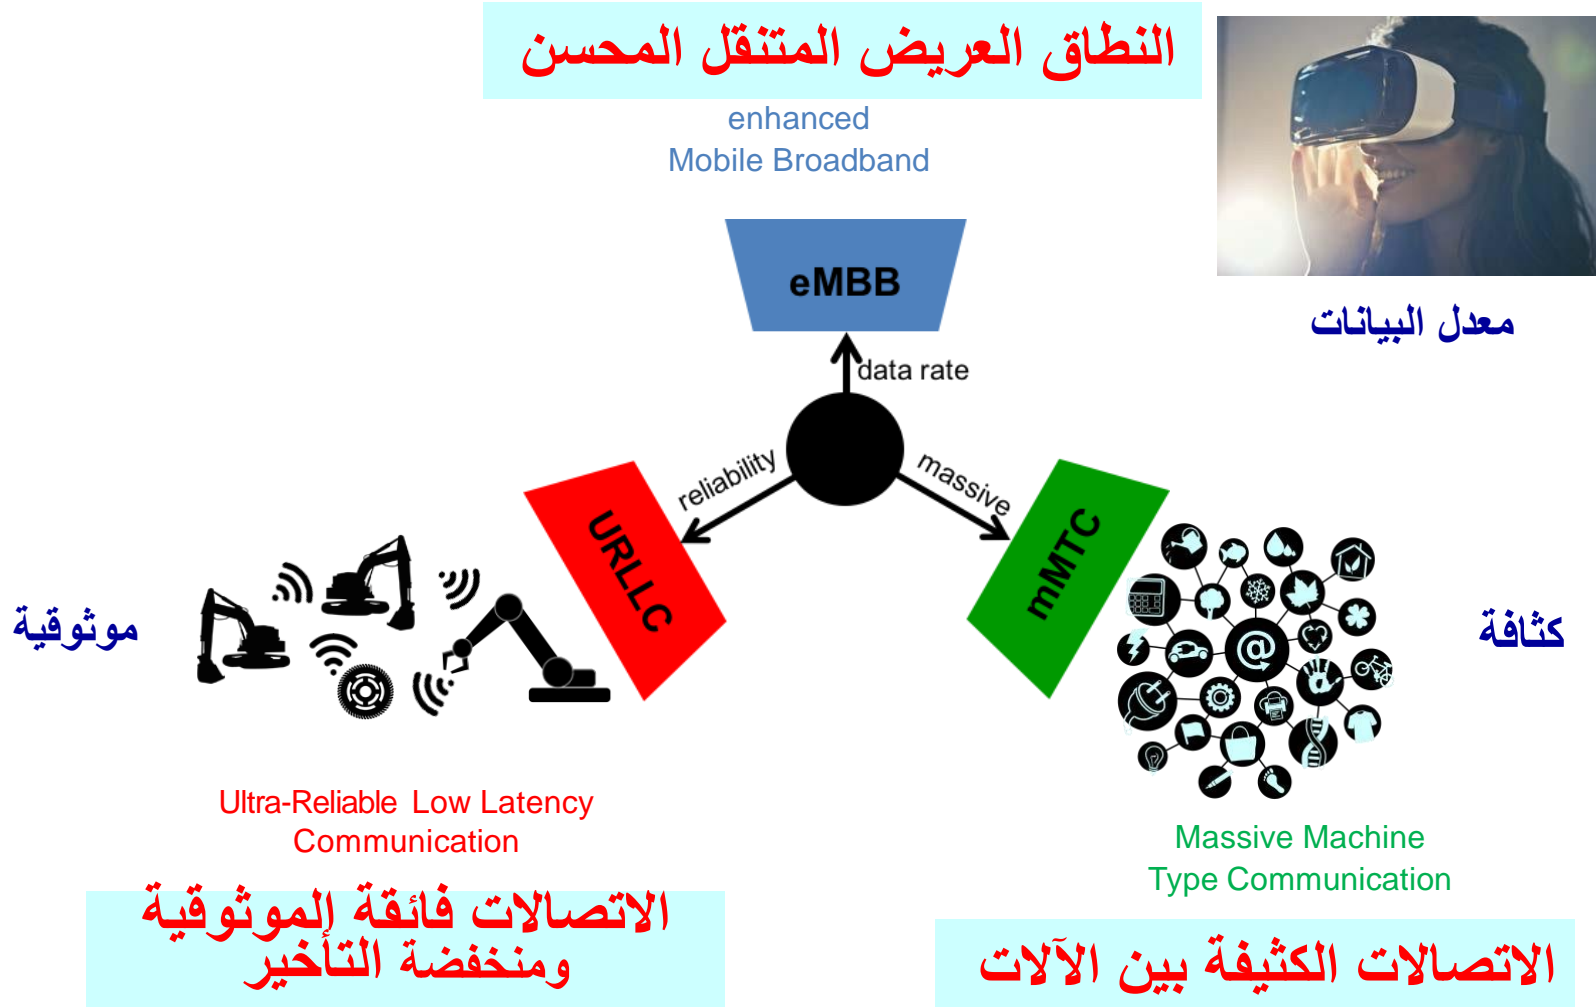 النطاق العريض المتنقل المحسن
enhanced
Mobile Broadband
eMBB
معدل البيانات
data rate
reliability
massive
URLLC
mMTC
موثوقية
كثافة
@
Ultra-Reliable Low Latency
Communication
الاتصالات فائقة الموثوقية
ومنخفضة التأخير
Massive Machine
Type Communication
الاتصالات الكثيفة بين الآلات